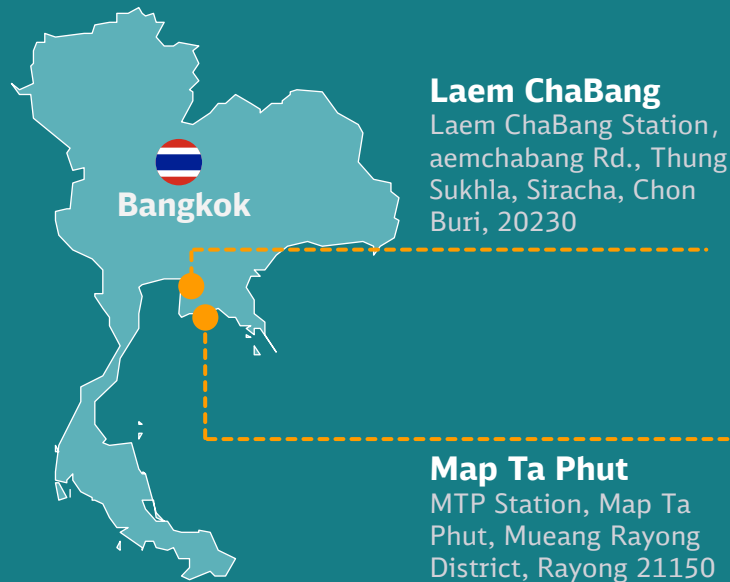 Laem ChaBang
Laem ChaBang Station,
aemchabang Rd., Thung
Sukhla, Siracha, Chon
Buri, 20230
Bangkok
Map Ta Phut
MTP Station, Map Ta
Phut, Mueang Rayong
District, Rayong 21150